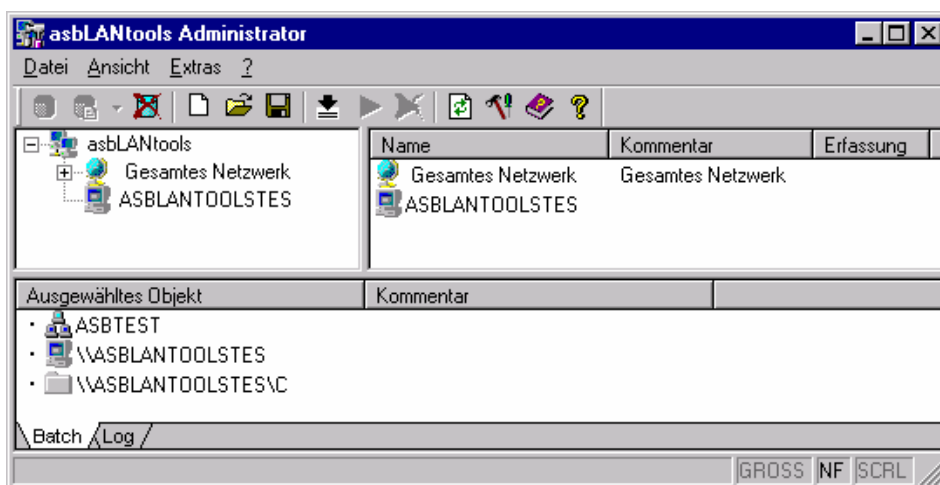 asbLANtools Administrator
Datei Ansicht Extras ?
asbLANtools
Gesamtes Netzwerk
ASBLANTOOLSTES
Name Kommentar Erfassung
Gesamtes Netzwerk Gesamtes Netzwerk
ASBLANTOOLSTES
Ausgewähltes Objekt Kommentar
ASBTEST
\\ASBLANTOOLSTES
\\ASBLANTOOLSTES\C
Batch Log
GROSS NF SCRL